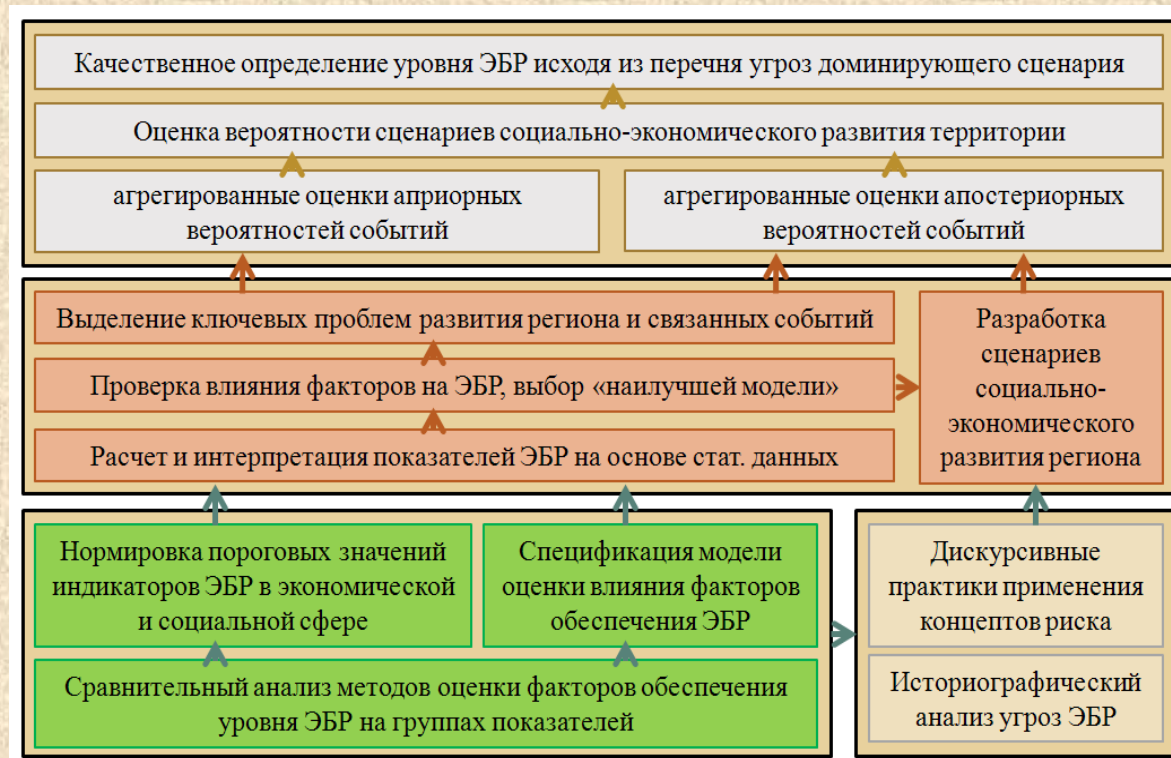 Качественное определение уровня ЭБР исходя из перечня угроз доминирующего сценария
Оценка вероятности сценариев социально-экономического развития территории
агрегированные оценки априорных
вероятностей событий
агрегированные оценки апостериорных
вероятностей событий
Выделение ключевых проблем развития региона и связанных событий
Проверка влияния факторов на ЭБР, выбор «наилучшей модели»
Расчет и интерпретация показателей ЭБР на основе стат. данных
Разработка
сценариев
социально-
экономического
развития региона
Нормировка пороговых значений
индикаторов ЭБР в экономической
и социальной сфере
Спецификация модели
оценки влияния факторов
обеспечения ЭБР
Сравнительный анализ методов оценки факторов обеспечения
уровня ЭБР на группах показателей
Дискурсивные
практики применения
концептов риска
Историографический
анализ угроз ЭБР